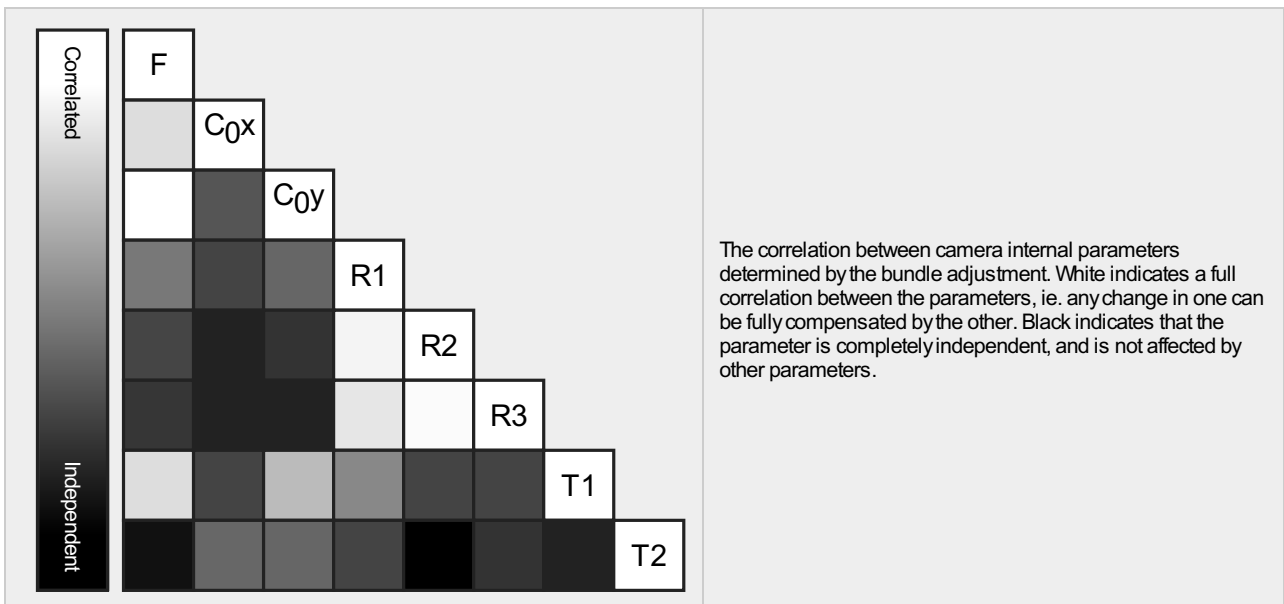 Correlated
Independent
F
C0x
C0y
R1
R2
R3
T1
T2
The correlation between camera internal parameters
determined by the bundle adjustment. White indicates a full
correlation between the parameters, ie. any change in one can
be fully compensated by the other. Black indicates that the
parameter is completely independent, and is not affected by
other parameters.